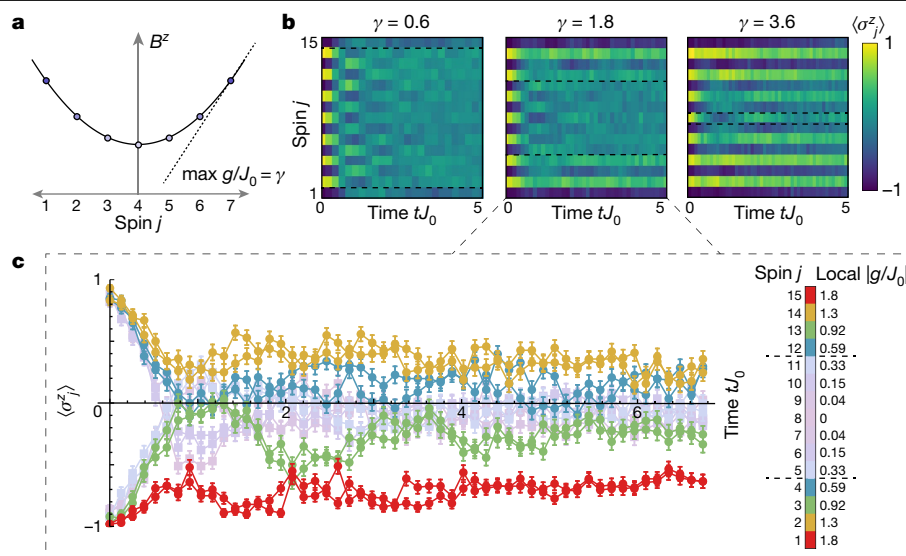 a
B^z
max g/J_0 = γ
1 2 3 4 5 6 7
Spin j
b
γ = 0.6
γ = 1.8
γ = 3.6
⟨σ^z_j⟩
15
Spin j
1
0 5
0 5
0 5
Time tJ_0
Time tJ_0
Time tJ_0
1
−1
c
1
⟨σ^z_j⟩
0
−1
2 4 6
Time tJ_0
Spin j Local |g/J_0|
15 1.8
14 1.3
13 0.92
12 0.59
11 0.33
10 0.15
9 0.04
8 0
7 0.04
6 0.15
5 0.33
4 0.59
3 0.92
2 1.3
1 1.8